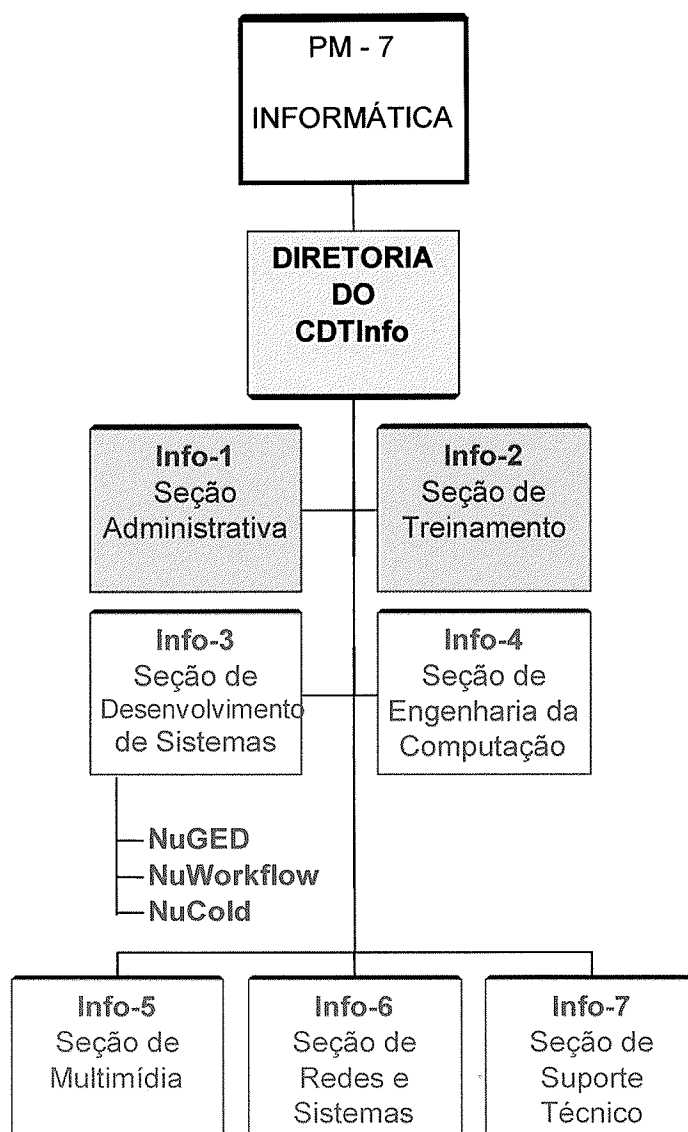 PM - 7
INFORMÁTICA
DIRETORIA
DO
CDTInfo
Info-1
Seção
Administrativa
Info-2
Seção de
Treinamento
Info-3
Seção de
Desenvolvimento
de Sistemas
Info-4
Seção de
Engenharia da
Computação
NuGED
NuWorkflow
NuCold
Info-5
Seção de
Multimídia
Info-6
Seção de
Redes e
Sistemas
Info-7
Seção de
Suporte
Técnico